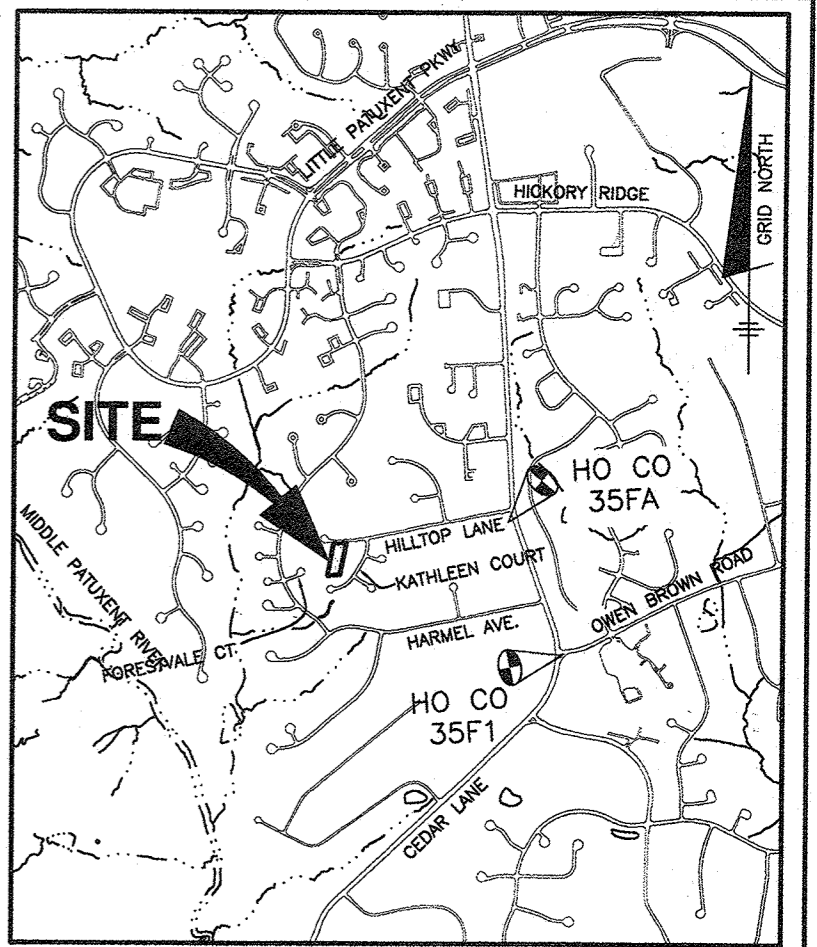 LITTLE PATUXENT PKWY
HICKORY RIDGE
GRID NORTH
SITE
HO CO
35FA
HILLTOP LANE
KATHLEEN COURT
MIDDLE PATUXENT RIVER
OWEN BROWN ROAD
HARMEL AVE.
FORESTVALE CT.
HO CO
35F1
CEDAR LANE